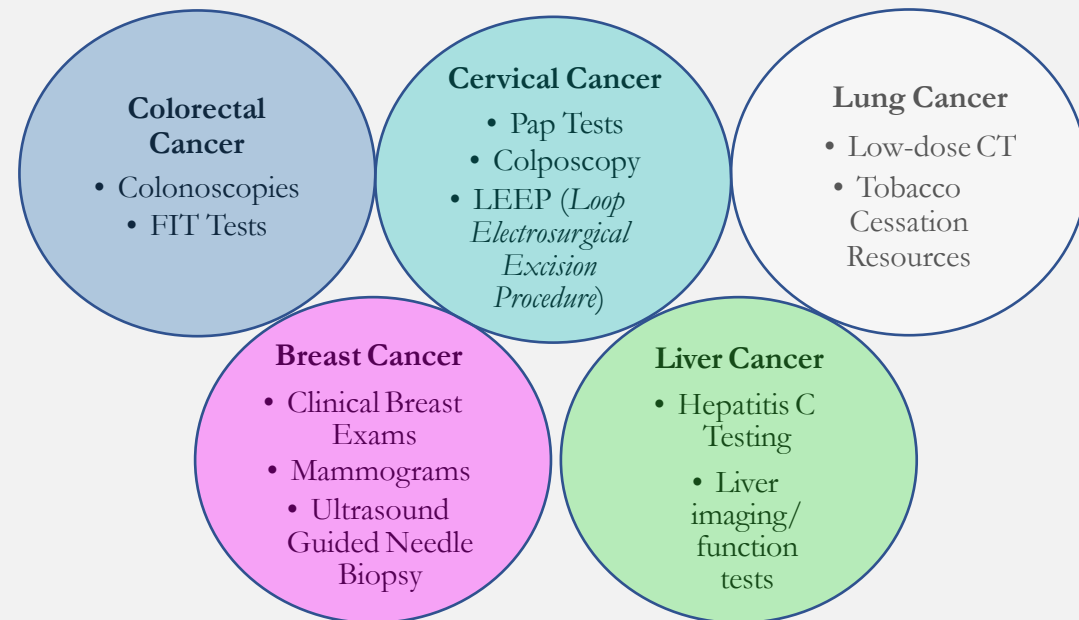 Colorectal
Cancer
• Colonoscopies
• FIT Tests
Cervical Cancer
• Pap Tests
• Colposcopy
• LEEP (Loop
Electrosurgical
Excision
Procedure)
Lung Cancer
• Low-dose CT
• Tobacco
Cessation
Resources
Breast Cancer
• Clinical Breast
Exams
• Mammograms
• Ultrasound
Guided Needle
Biopsy
Liver Cancer
• Hepatitis C
Testing
• Liver
imaging/
function
tests